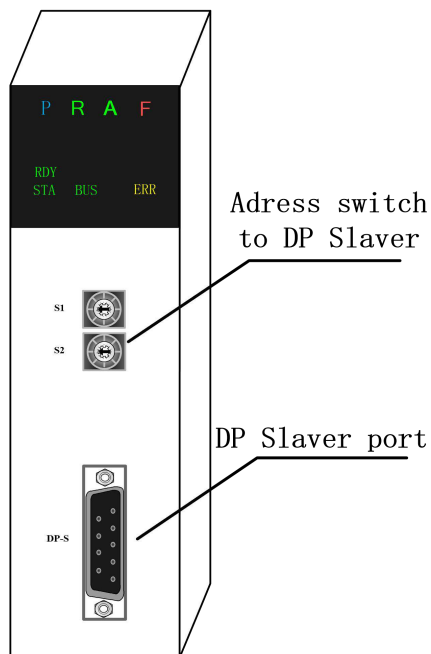 P R A F
RDY
STA BUS ERR
Adress switch
to DP Slaver
S1
S2
DP Slaver port
DP-S